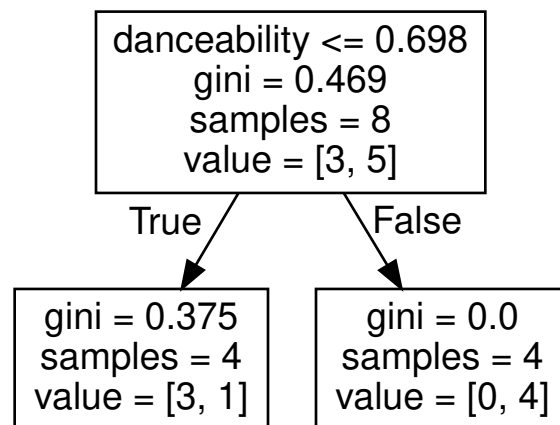 danceability <= 0.698
gini = 0.469
samples = 8
value = [3, 5]
True
False
gini = 0.375
samples = 4
value = [3, 1]
gini = 0.0
samples = 4
value = [0, 4]